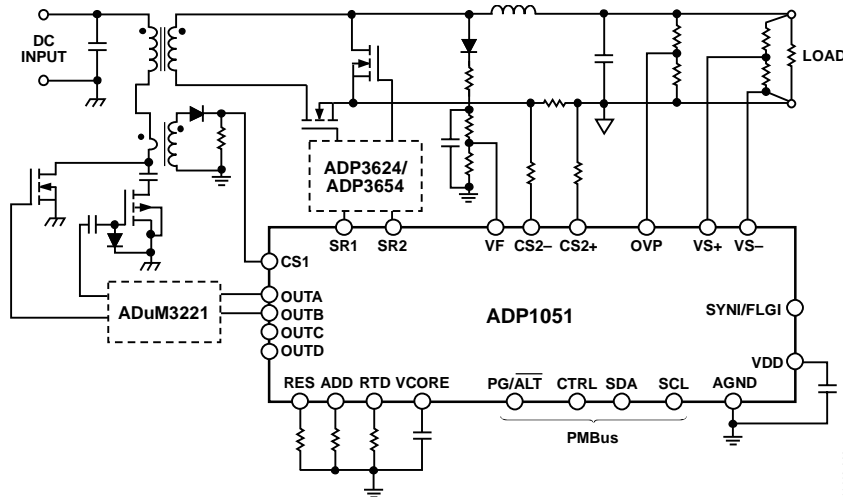 DC
INPUT
LOAD
ADP3624/
ADP3654
SR1 SR2 VF CS2– CS2+ OVP VS+ VS–
CS1
OUTA
OUTB
OUTC
OUTD
ADuM3221
ADP1051
SYNI/FLGI
VDD
RES ADD RTD VCORE PG/ALT CTRL SDA SCL AGND
PMBus